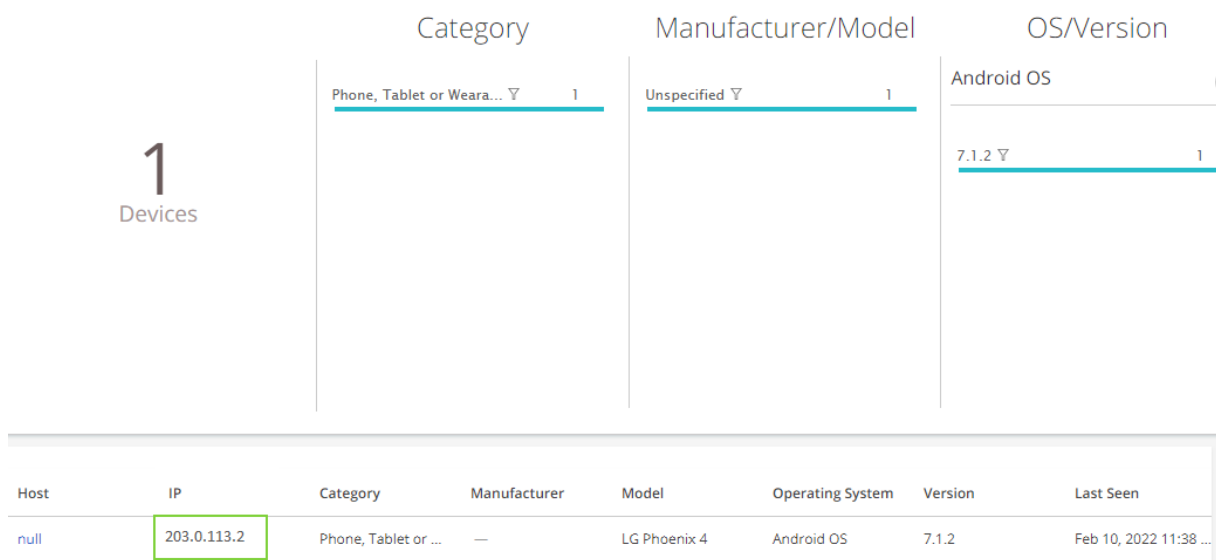 Category
Manufacturer/Model
OS/Version
Phone, Tablet or Weara... 1
Unspecified 1
Android OS
7.1.2 1
1
Devices
Host IP Category Manufacturer Model Operating System Version Last Seen
null 203.0.113.2 Phone, Tablet or ... — LG Phoenix 4 Android OS 7.1.2 Feb 10, 2022 11:38 ...